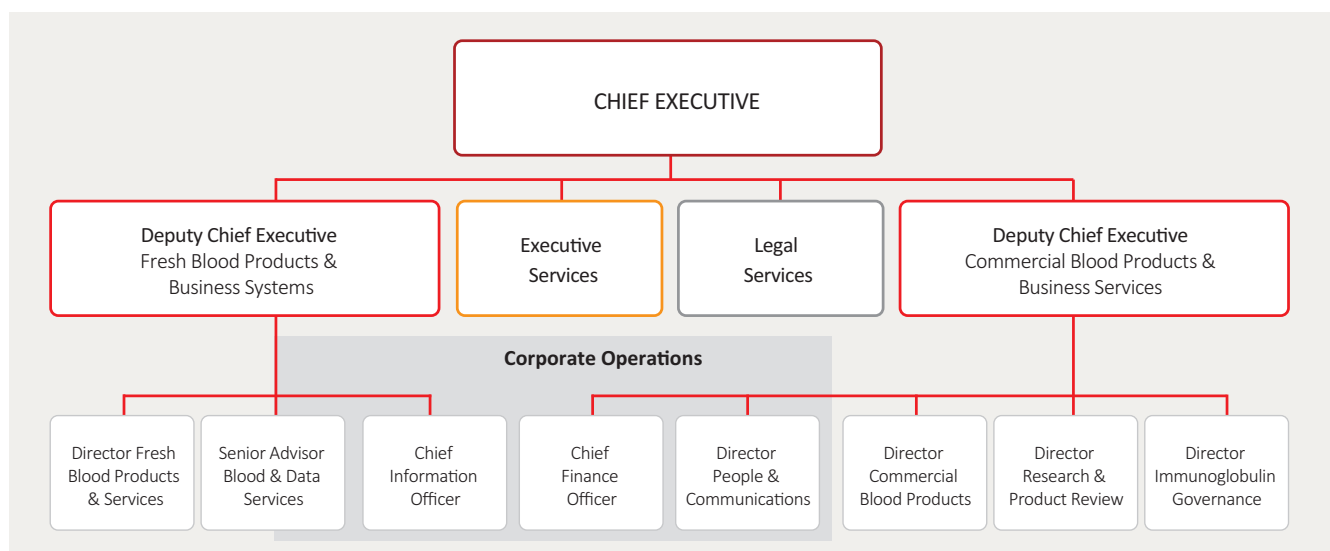 CHIEF EXECUTIVE
Deputy Chief Executive
Fresh Blood Products &
Business Systems
Executive
Services
Legal
Services
Deputy Chief Executive
Commercial Blood Products &
Business Services
Corporate Operations
Director Fresh
Blood Products
& Services
Senior Advisor
Blood & Data
Services
Chief
Information
Officer
Chief
Finance
Officer
Director
People &
Communications
Director
Commercial
Blood Products
Director
Research &
Product Review
Director
Immunoglobulin
Governance